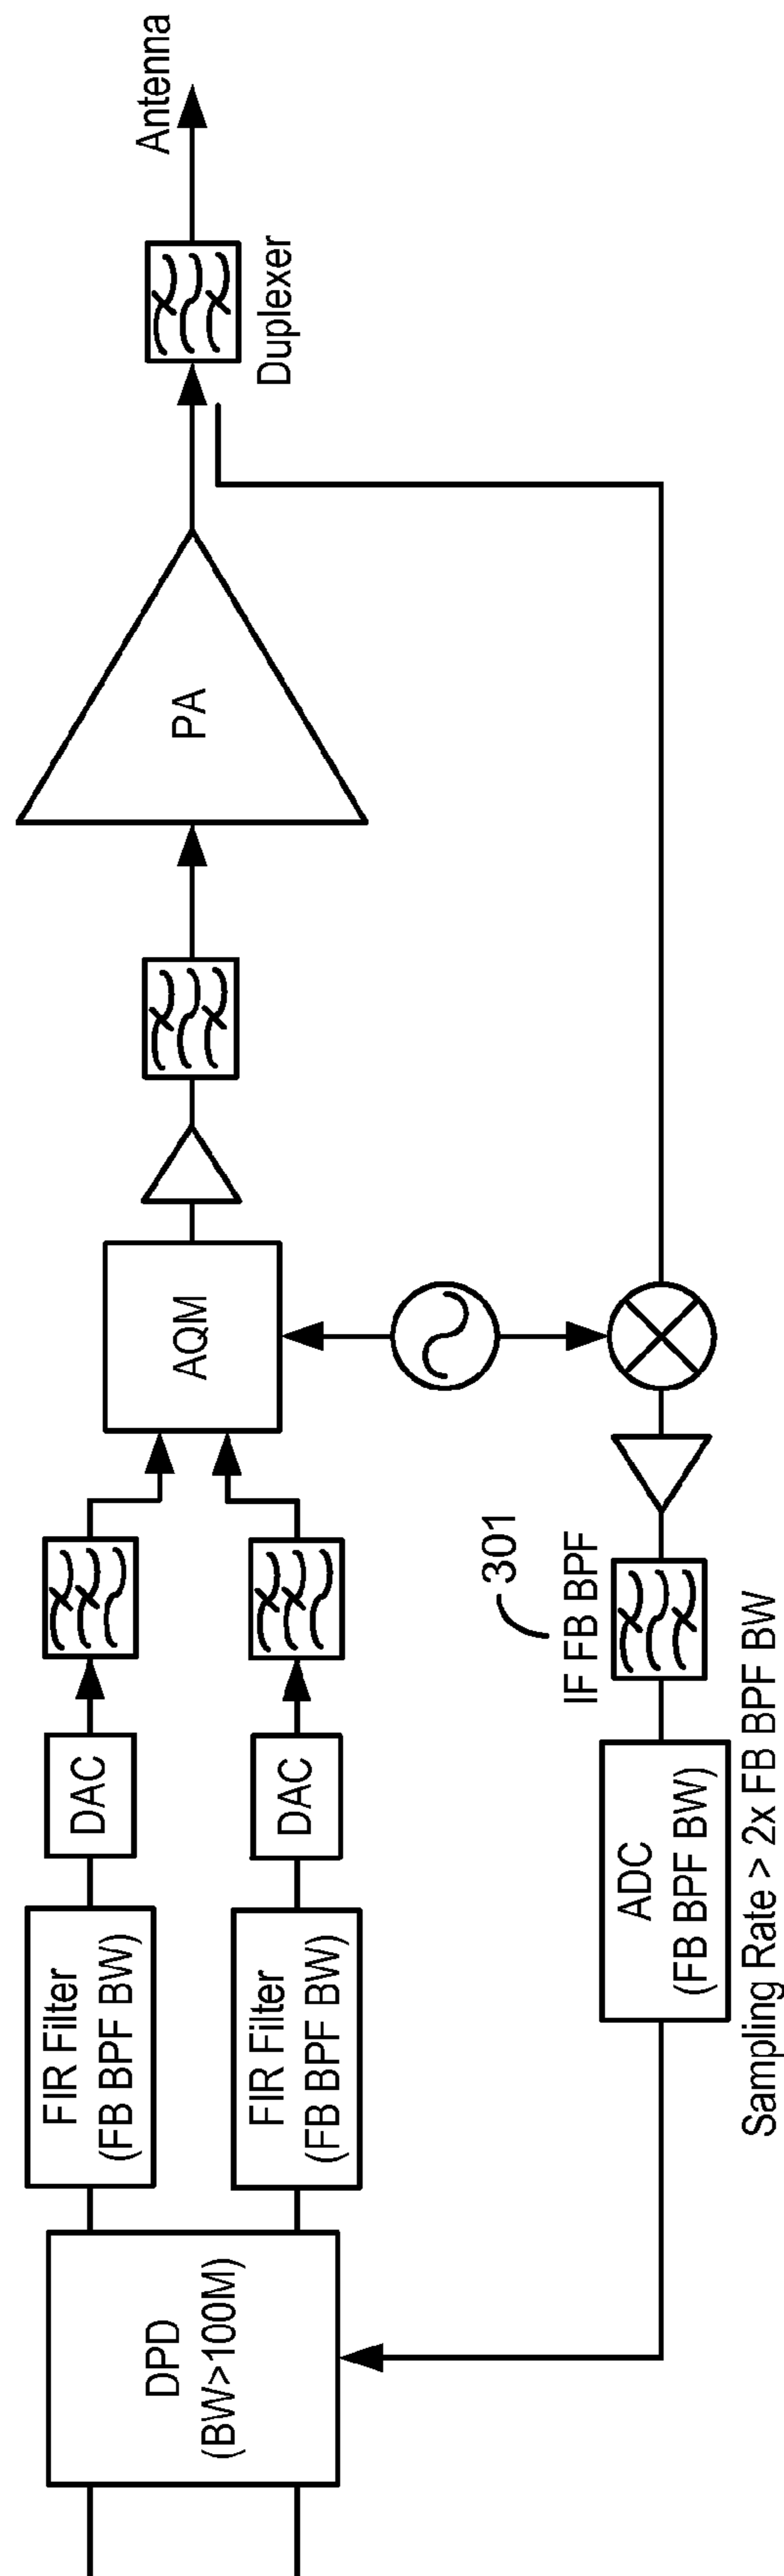 DPD
(BW>100M)
FIR Filter
(FB BPF BW)
FIR Filter
(FB BPF BW)
DAC
DAC
AQM
PA
Duplexer
Antenna
301
IF FB BPF
ADC
(FB BPF BW)
Sampling Rate > 2x FB BPF BW